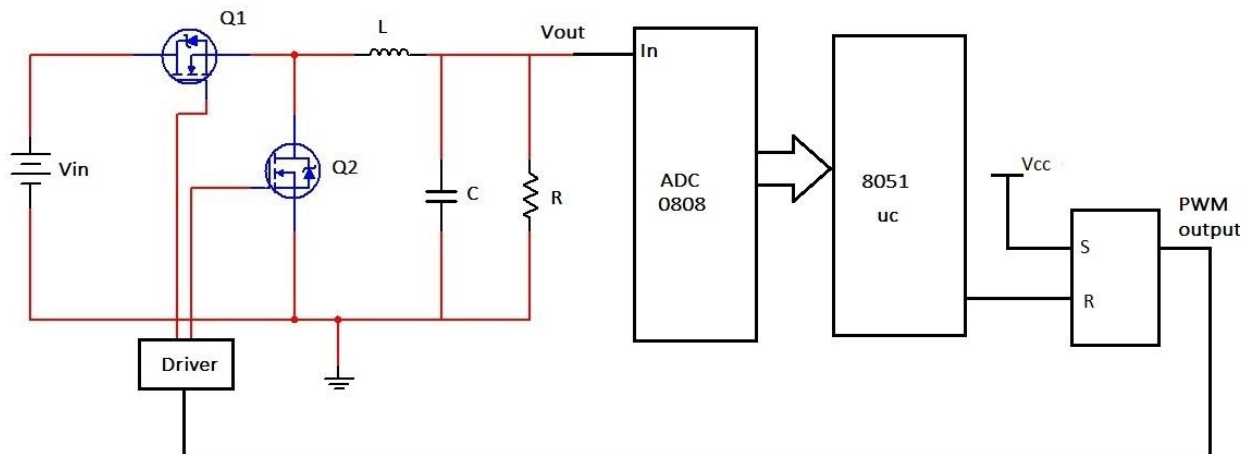 Q1
L
Vout
In
Vin
Q2
C
R
ADC
0808
8051
uc
Vcc
S
R
PWM
output
Driver